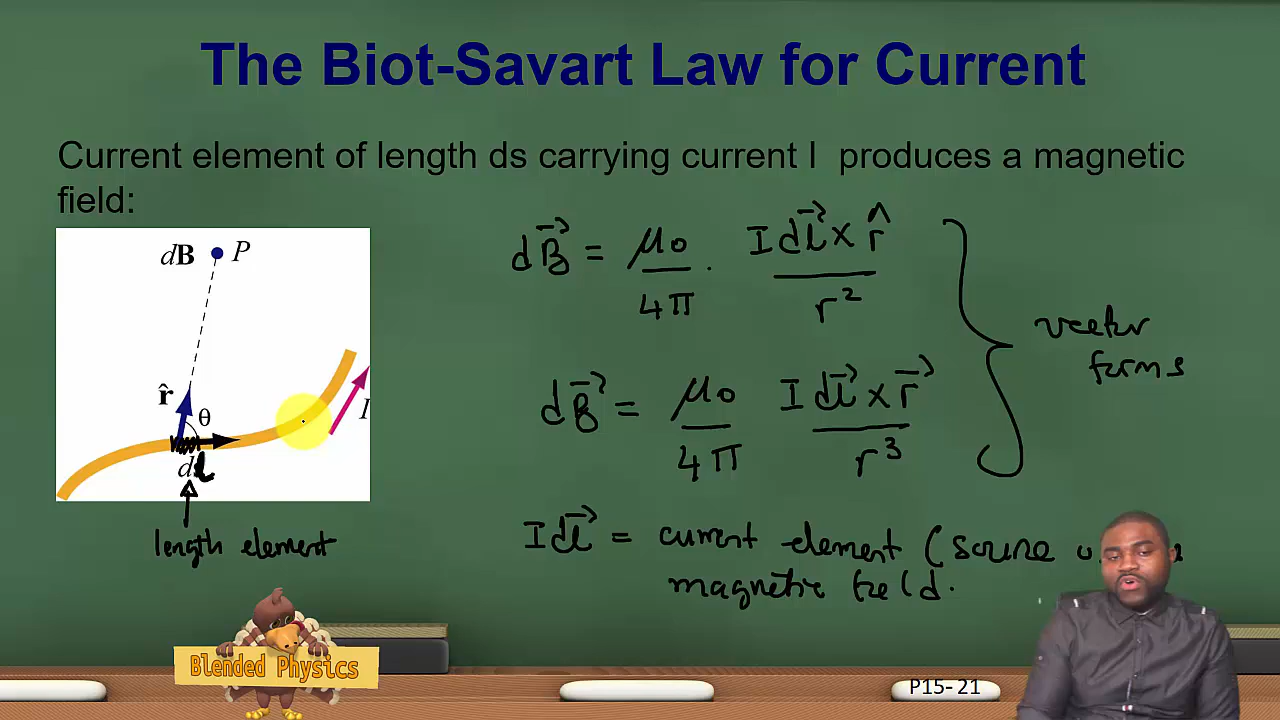 The Biot-Savart Law for Current
Current element of length ds carrying current I produces a magnetic
field:
dB P
r̂ θ
I
dl
length element
dB⃗ = μ₀/4π · I dl⃗ × r̂ / r²
dB⃗ = μ₀/4π I dl⃗ × r⃗ / r³
vector
forms
I dl⃗ = current element (source
magnetic field.
Blended Physics
P15- 21